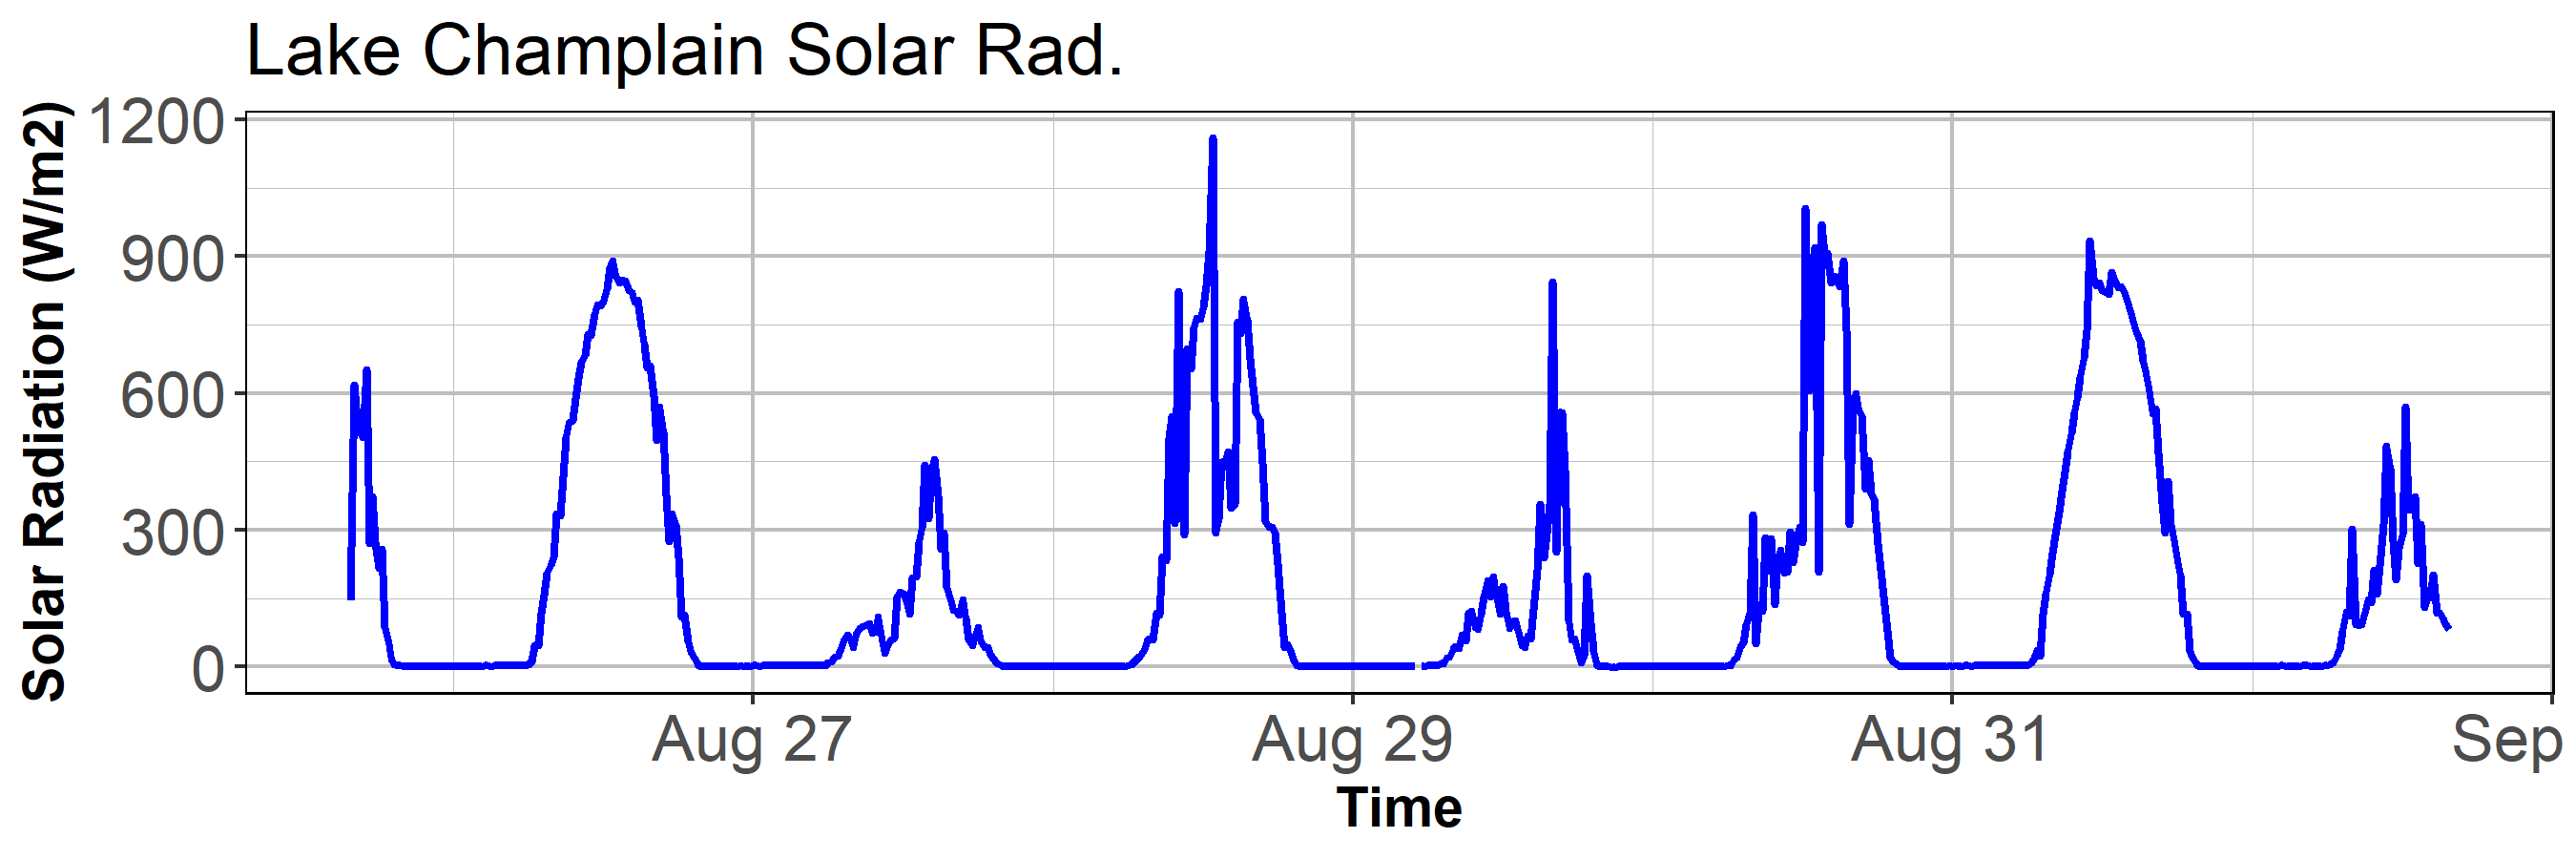 Lake Champlain Solar Rad.
Solar Radiation (W/m2)
1200
900
600
300
0
Aug 27 Aug 29 Aug 31 Sep
Time